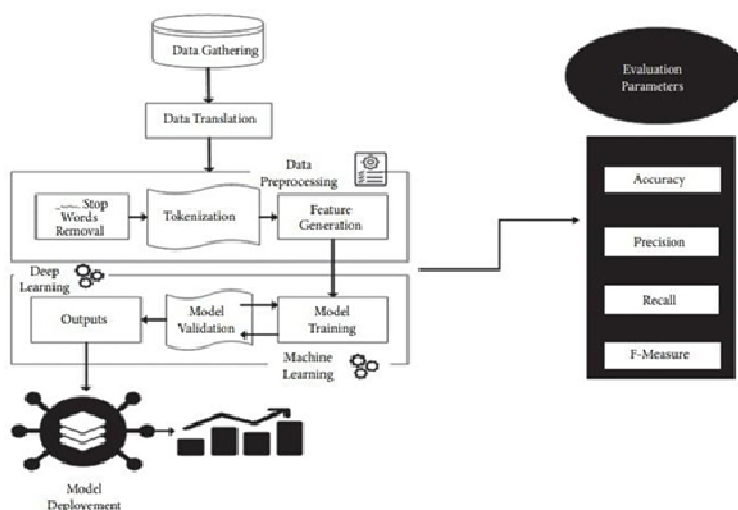 Data Gathering
Data Translation
Data
Preprocessing
Stop
Words
Removal
Tokenization
Feature
Generation
Deep
Learning
Outputs
Model
Validation
Model
Training
Machine
Learning
Model
Deployement
Evaluation
Parameters
Accuracy
Precision
Recall
F-Measure